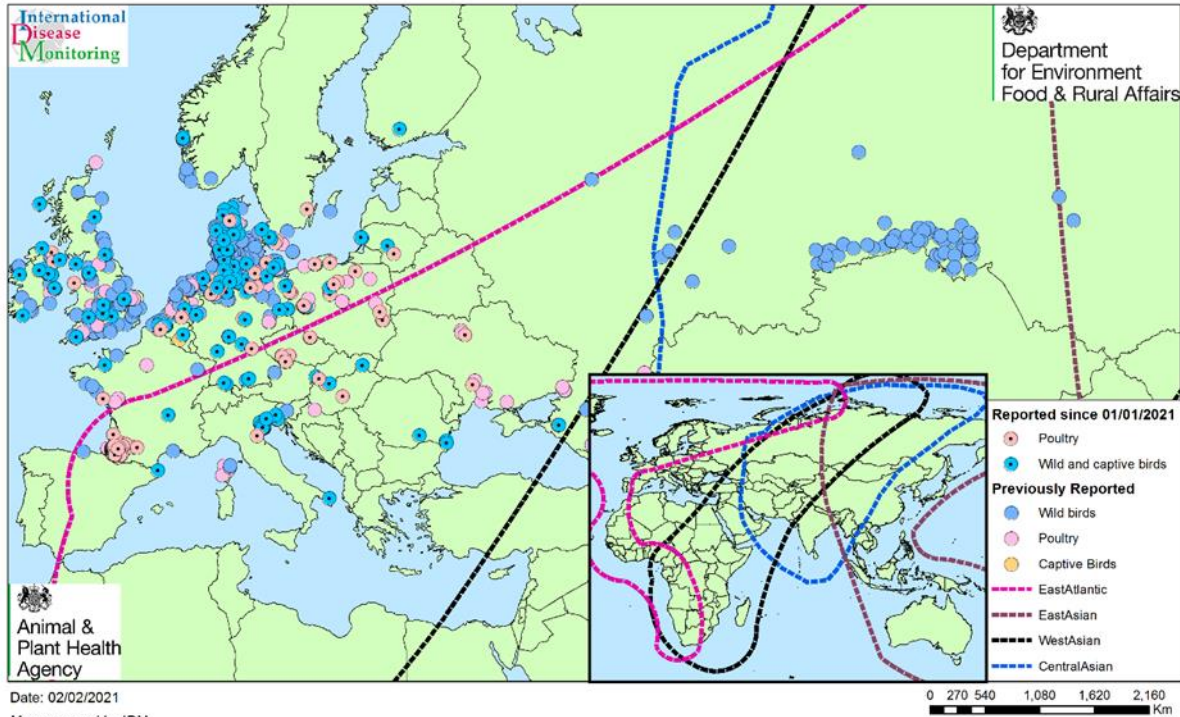 International
Disease
Monitoring
Department
for Environment
Food & Rural Affairs
Reported since 01/01/2021
Poultry
Wild and captive birds
Previously Reported
Wild birds
Poultry
Captive Birds
EastAtlantic
EastAsian
WestAsian
CentralAsian
Animal &
Plant Health
Agency
Date: 02/02/2021
0 270 540 1,080 1,620 2,160
Km